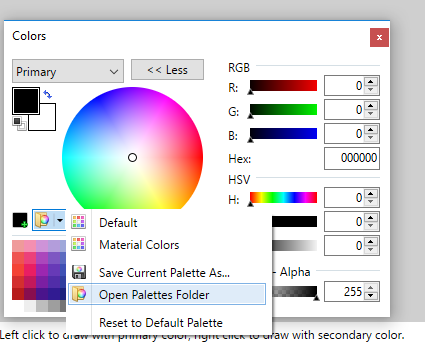 Colors
x
Primary
<< Less
RGB
R:
0
G:
0
B:
0
Hex:
000000
HSV
H:
0
0
0
Default
Material Colors
Save Current Palette As...
Open Palettes Folder
Reset to Default Palette
- Alpha
255
Left click to draw with primary color, right click to draw with secondary color.